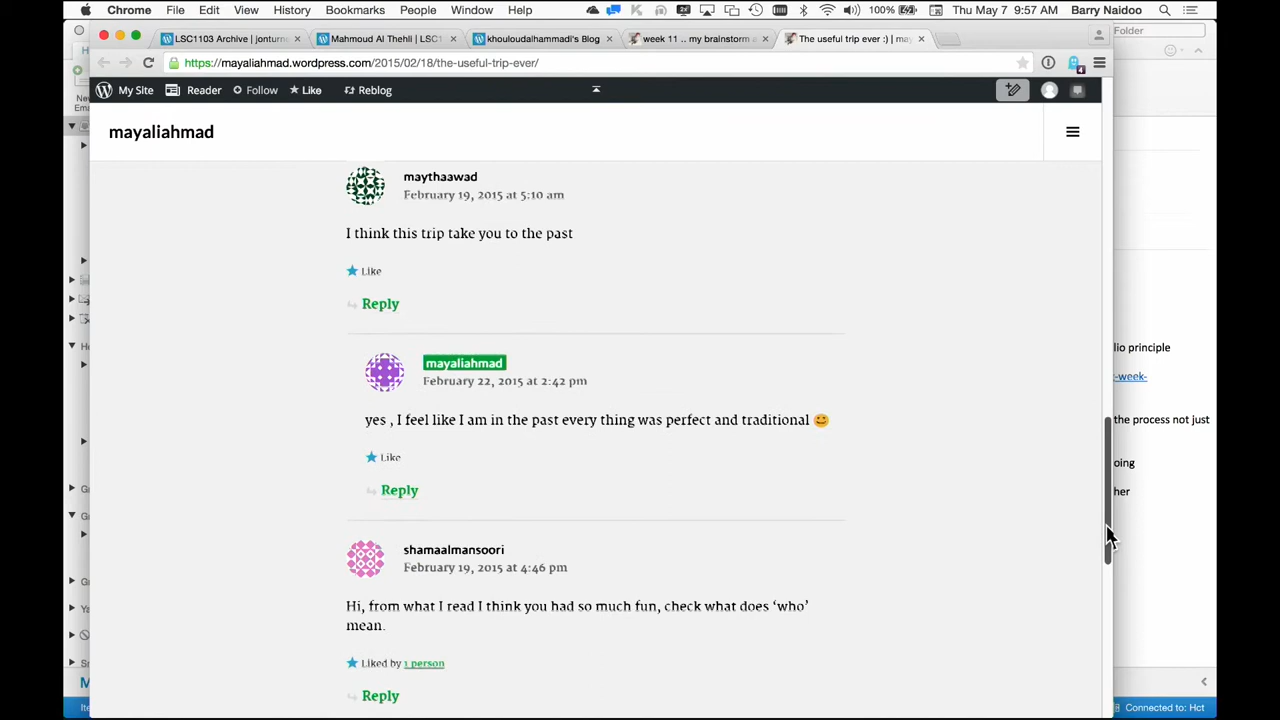 Chrome File Edit View History Bookmarks People Window Help 100% Thu May 7 9:57 AM Barry Naidoo
LSC1103 Archive | jonturne
Mahmoud Al Thehli | LSC1
khouloudalhammadi's Blog
week 11 .. my brainstorm a
The useful trip ever :) | may
Folder
https://mayaliahmad.wordpress.com/2015/02/18/the-useful-trip-ever/
4
My Site Reader Follow Like Reblog
mayaliahmad
maythaawad
February 19, 2015 at 5:10 am
I think this trip take you to the past
Like
Reply
mayaliahmad
February 22, 2015 at 2:42 pm
yes , I feel like I am in the past every thing was perfect and traditional
Like
Reply
shamaalmansoori
February 19, 2015 at 4:46 pm
Hi, from what I read I think you had so much fun, check what does ‘who’
mean.
Liked by 1 person
Reply
lio principle
-week-
the process not just
oing
her
Connected to: Hct